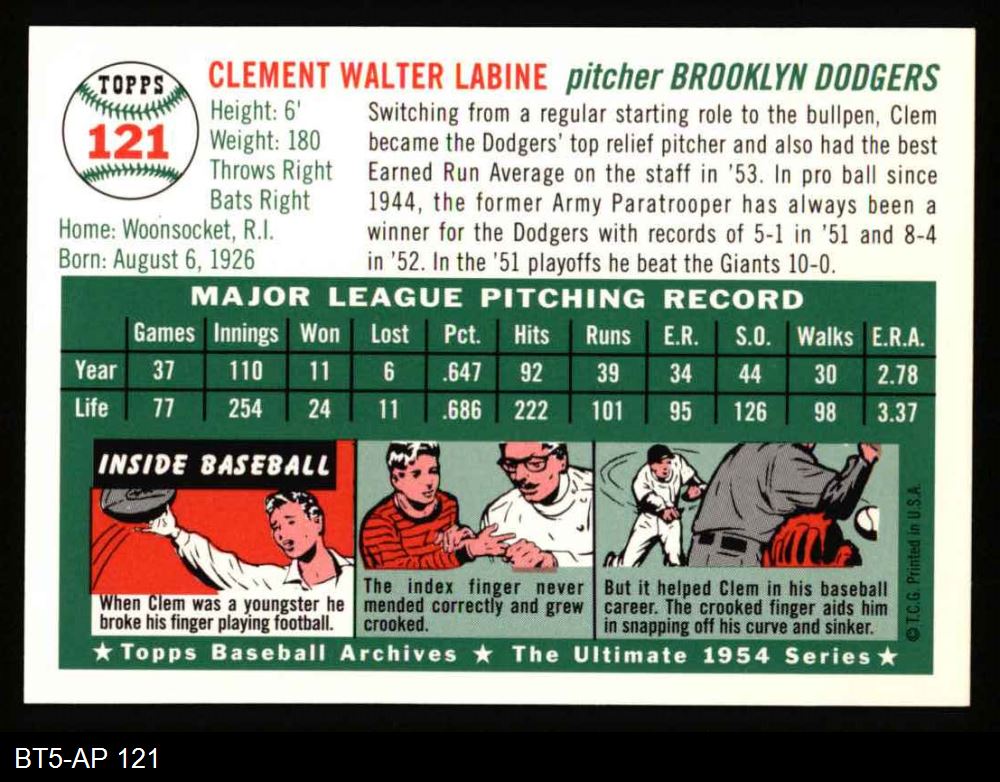 TOPPS
121
CLEMENT WALTER LABINE pitcher BROOKLYN DODGERS
Height: 6'
Weight: 180
Throws Right
Bats Right
Home: Woonsocket, R.I.
Born: August 6, 1926
Switching from a regular starting role to the bullpen, Clem
became the Dodgers' top relief pitcher and also had the best
Earned Run Average on the staff in '53. In pro ball since
1944, the former Army Paratrooper has always been a
winner for the Dodgers with records of 5-1 in '51 and 8-4
in '52. In the '51 playoffs he beat the Giants 10-0.
MAJOR LEAGUE PITCHING RECORD
Games Innings Won Lost Pct. Hits Runs E.R. S.O. Walks E.R.A.
Year 37 110 11 6 .647 92 39 34 44 30 2.78
Life 77 254 24 11 .686 222 101 95 126 98 3.37
INSIDE BASEBALL
When Clem was a youngster he
broke his finger playing football.
The index finger never
mended correctly and grew
crooked.
But it helped Clem in his baseball
career. The crooked finger aids him
in snapping off his curve and sinker.
© T.C.G. Printed in U.S.A.
★ Topps Baseball Archives ★ The Ultimate 1954 Series ★
BT5-AP 121